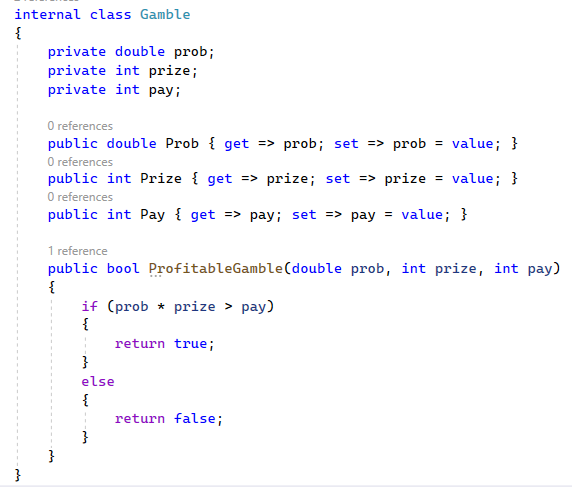 internal class Gamble
{
private double prob;
private int prize;
private int pay;
0 references
public double Prob { get => prob; set => prob = value; }
0 references
public int Prize { get => prize; set => prize = value; }
0 references
public int Pay { get => pay; set => pay = value; }
1 reference
public bool ProfitableGamble(double prob, int prize, int pay)
{
if (prob * prize > pay)
{
return true;
}
else
{
return false;
}
}
}